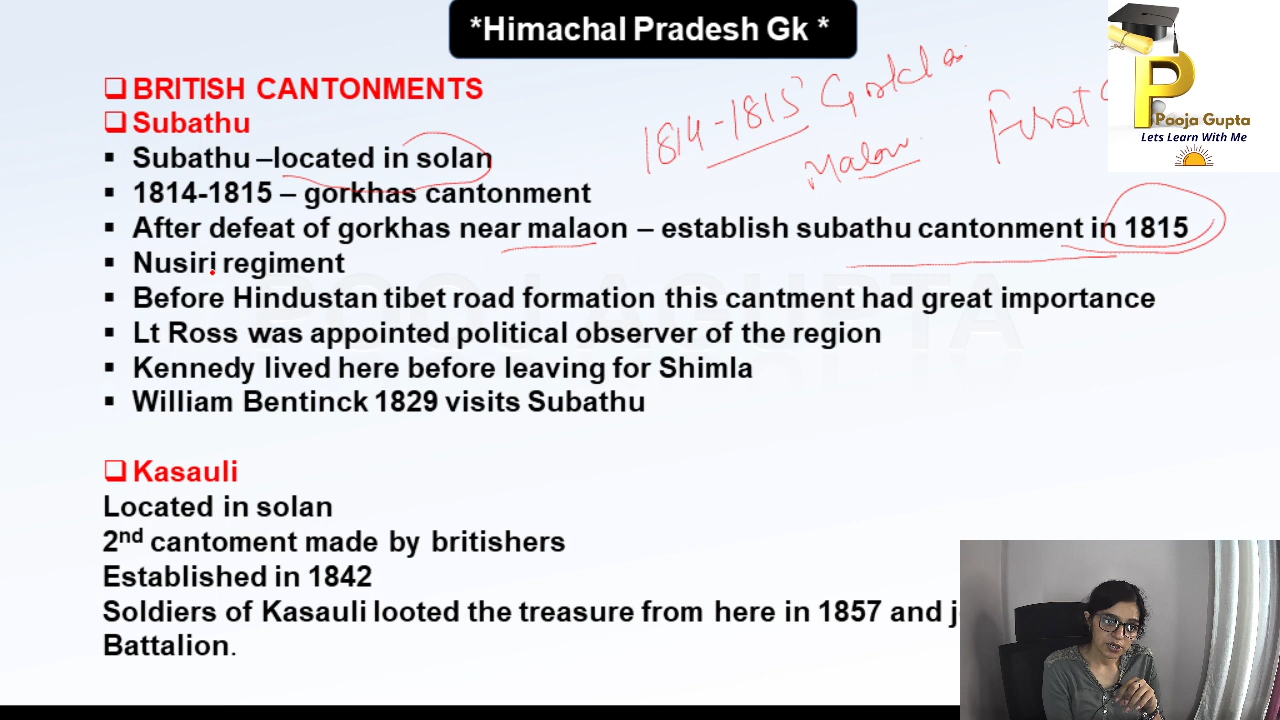 *Himachal Pradesh Gk *
BRITISH CANTONMENTS
Subathu
Subathu –located in solan
1814-1815 – gorkhas cantonment
After defeat of gorkhas near malaon – establish subathu cantonment in 1815
Nusiri regiment
Before Hindustan tibet road formation this cantment had great importance
Lt Ross was appointed political observer of the region
Kennedy lived here before leaving for Shimla
William Bentinck 1829 visits Subathu
Kasauli
Located in solan
2nd cantoment made by britishers
Established in 1842
Soldiers of Kasauli looted the treasure from here in 1857 and j
Battalion.
1814-1815 Gorkhas
Malon
First
P
Pooja Gupta
Lets Learn With Me
POOJA GUPTA